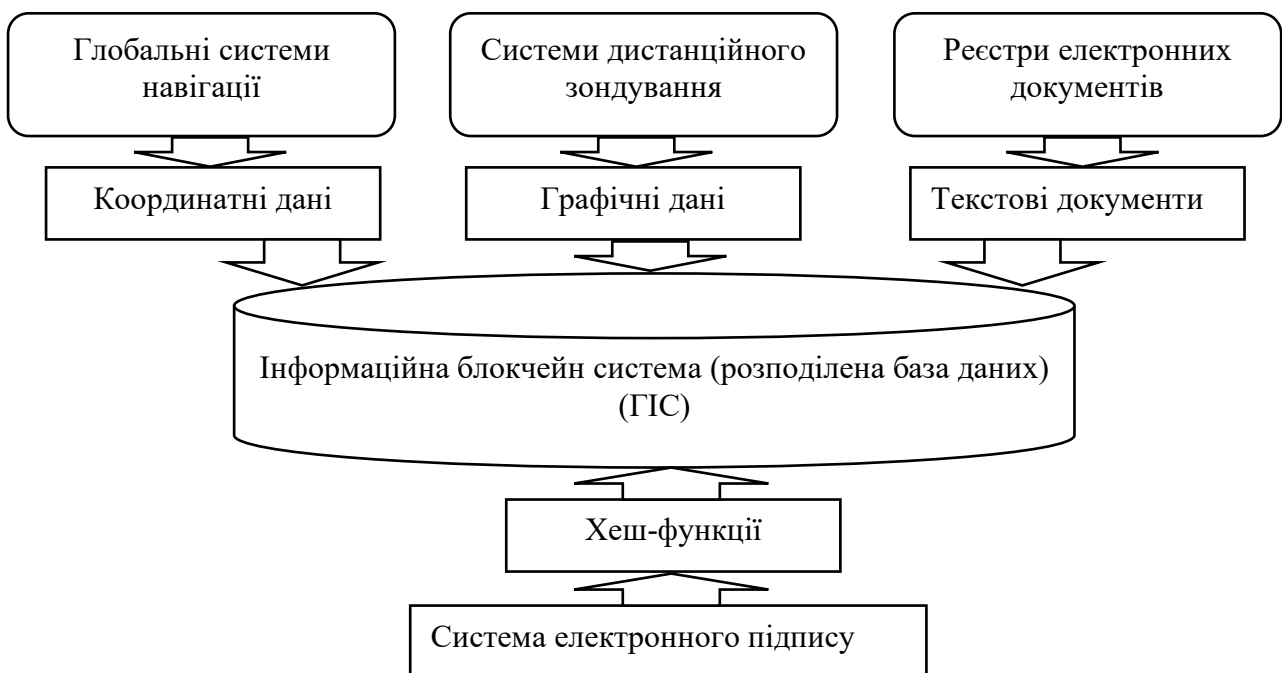 Глобальні системи
навігації
Системи дистанційного
зондування
Реєстри електронних
документів
Координатні дані
Графічні дані
Текстові документи
Інформаційна блокчейн система (розподілена база даних)
(ГІС)
Хеш-функції
Система електронного підпису